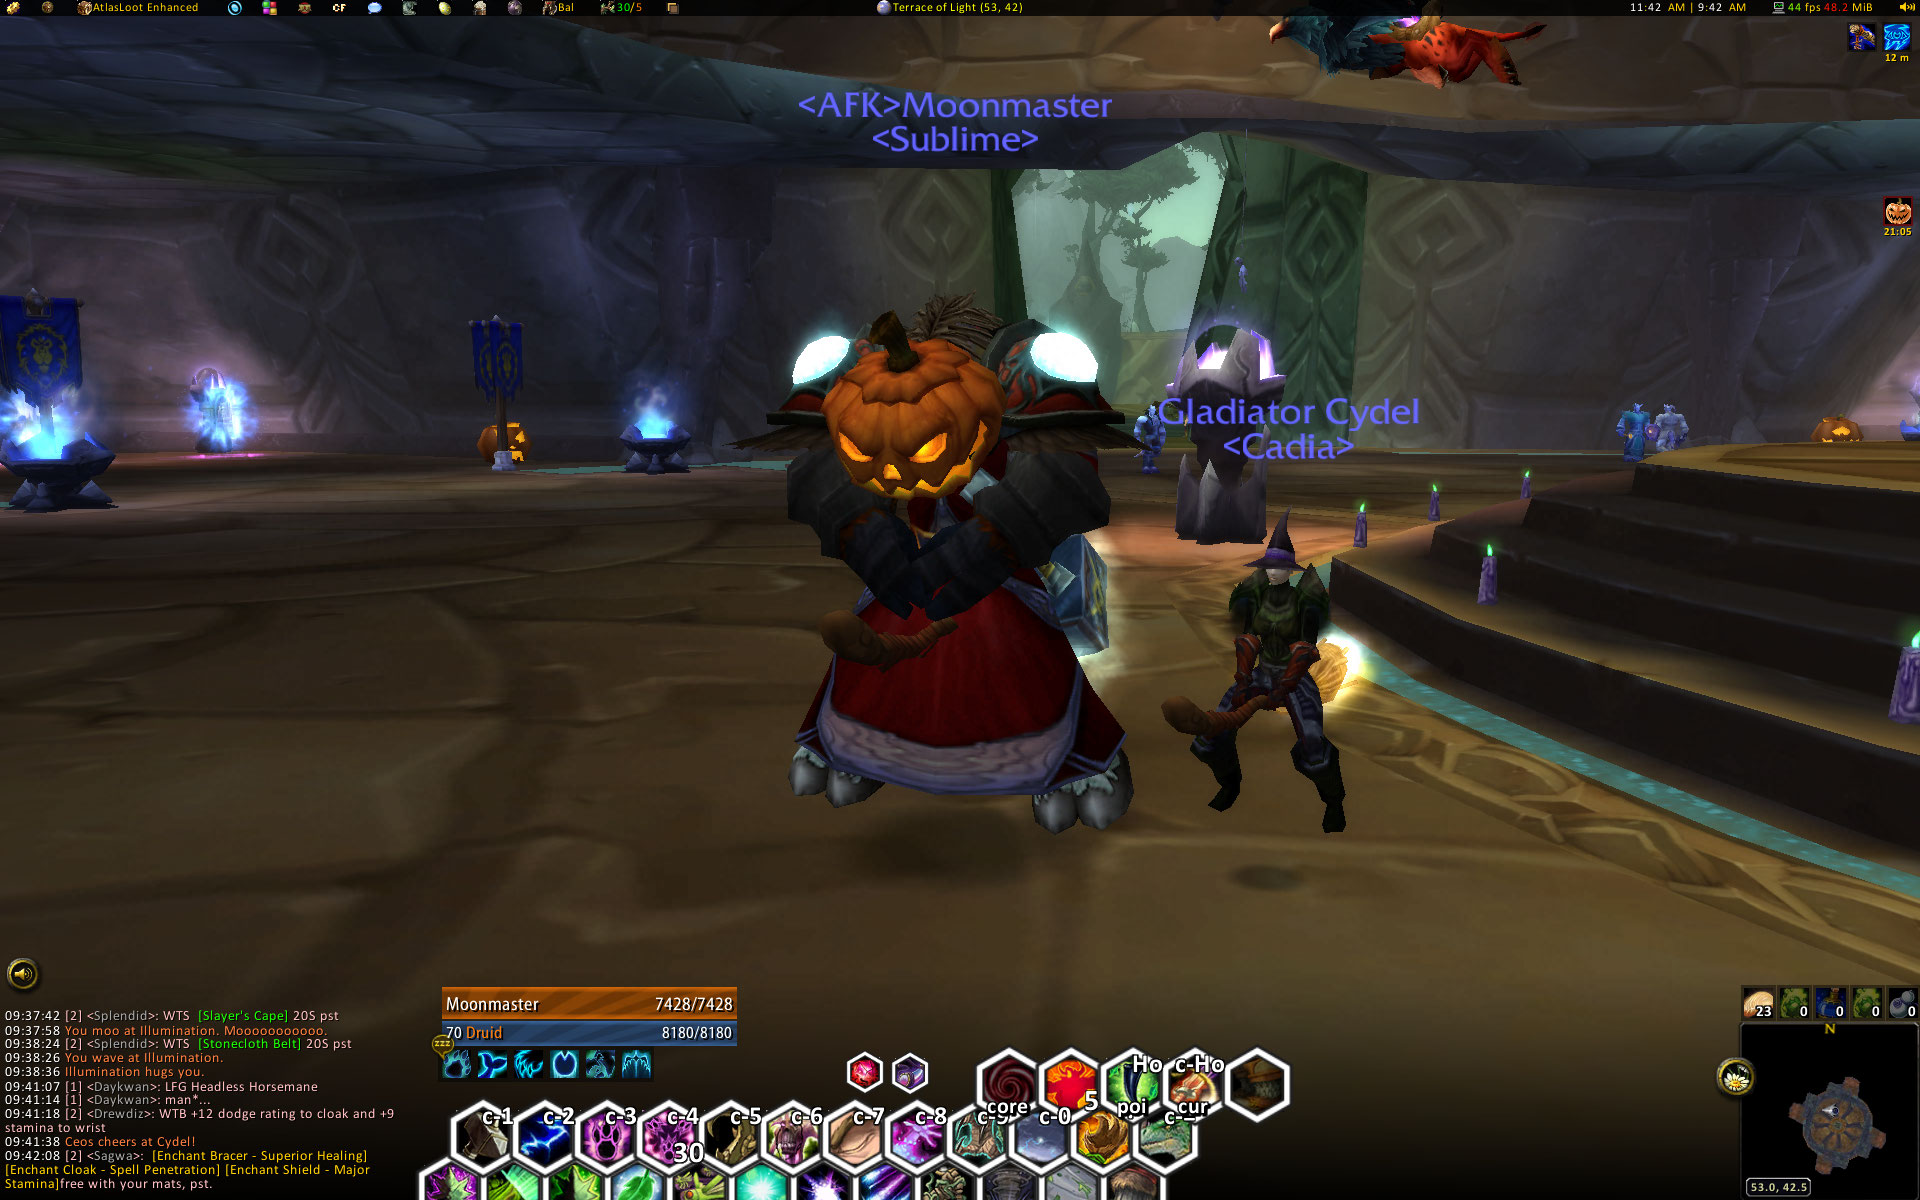 AtlasLoot Enhanced
CF
Bal
30/5
Terrace of Light (53, 42)
11:42 AM | 9:42 AM
44 fps 48.2 MiB
12 m
21:05
<AFK>Moonmaster
<Sublime>
Gladiator Cydel
<Cadia>
09:37:42 [2] <Splendid>: WTS [Slayer's Cape] 20S pst
09:37:58 You moo at Illumination. Mooooooooooo.
09:38:24 [2] <Splendid>: WTS [Stonecloth Belt] 20S pst
09:38:26 You wave at Illumination.
09:38:36 Illumination hugs you.
09:41:07 [1] <Daykwan>: LFG Headless Horsemane
09:41:14 [1] <Daykwan>: man*...
09:41:18 [2] <Drewdiz>: WTB +12 dodge rating to cloak and +9
stamina to wrist
09:41:38 Ceos cheers at Cydel!
09:42:08 [2] <Sagwa>: [Enchant Bracer - Superior Healing]
[Enchant Cloak - Spell Penetration] [Enchant Shield - Major
Stamina]free with your mats, pst.
Moonmaster 7428/7428
70 Druid 8180/8180
zzz
Ho c-Ho
core 5 poi cur
c-1 c-2 c-3 c-4 c-5 c-6 c-7 c-8 c-9 c-0 c--
30
23 0 0 0 0
N
53.0, 42.5